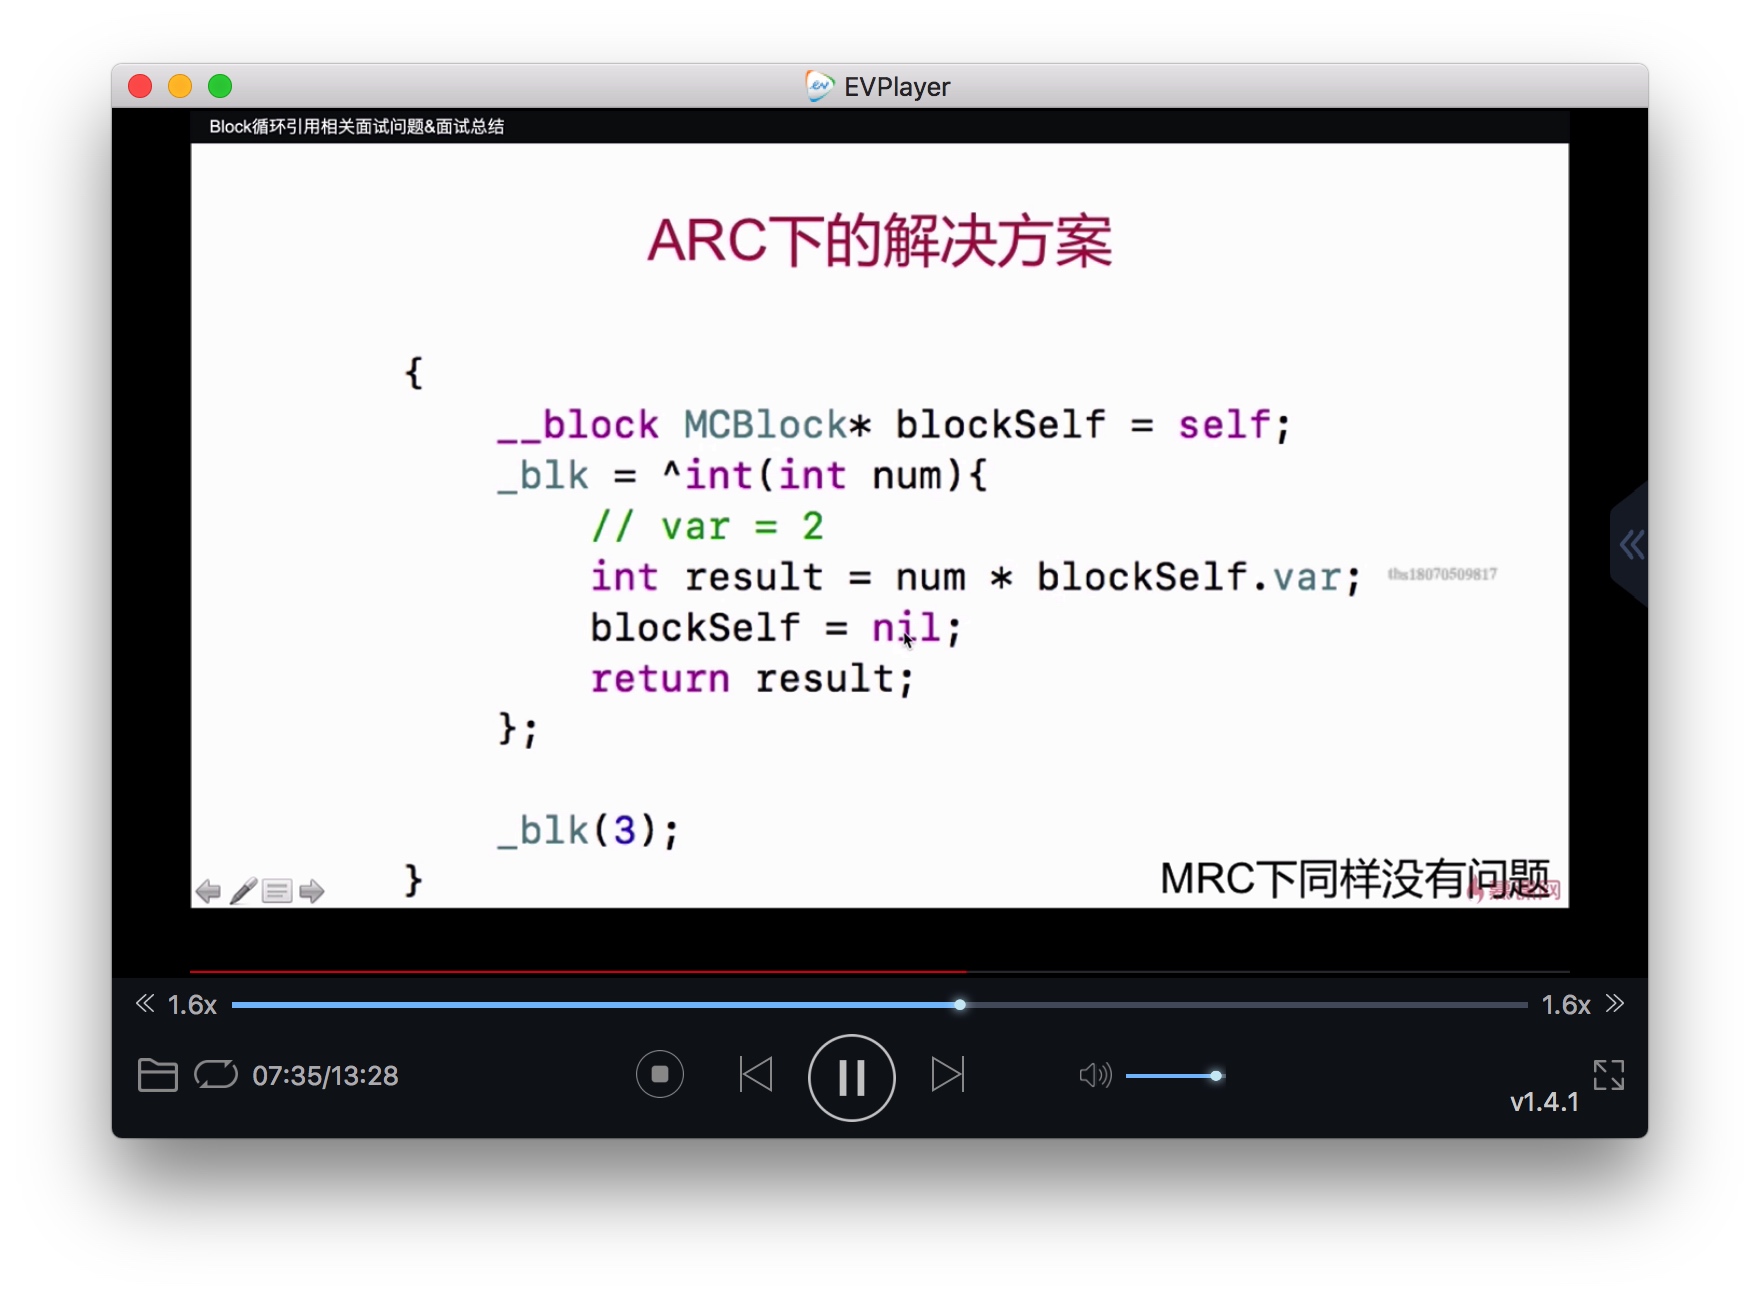 EVPlayer
Block循环引用相关面试问题&面试总结
ARC下的解决方案
{
__block MCBlock* blockSelf = self;
_blk = ^int(int num){
// var = 2
int result = num * blockSelf.var;
ths18070509817
blockSelf = nil;
return result;
};
_blk(3);
}
MRC下同样没有问题
慕课网
1.6x
1.6x
07:35/13:28
v1.4.1